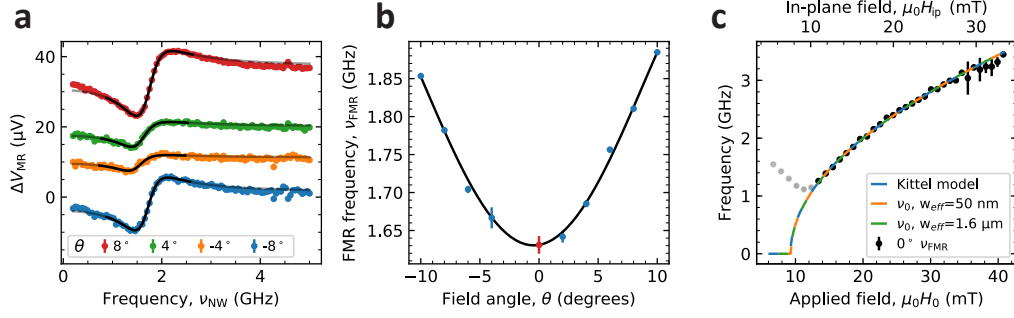 a
ΔV_MR (μV)
40
20
0
θ 8° 4° -4° -8°
0 2 4
Frequency, ν_NW (GHz)
b
FMR frequency, ν_FMR (GHz)
1.85
1.80
1.75
1.70
1.65
−10 −5 0 5 10
Field angle, θ (degrees)
c
In-plane field, μ₀H_ip (mT)
10 20 30
Frequency (GHz)
4
3
2
1
0
Kittel model
ν₀, w_eff=50 nm
ν₀, w_eff=1.6 μm
0° ν_FMR
0 10 20 30 40
Applied field, μ₀H₀ (mT)